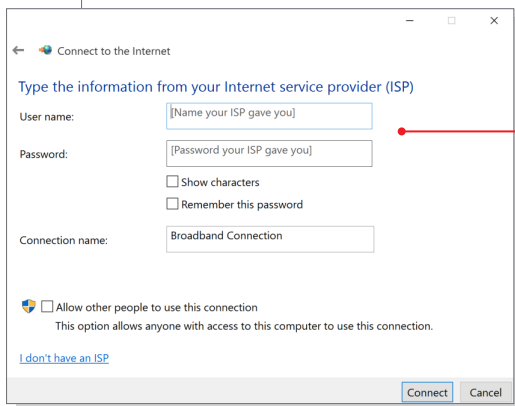 Connect to the Internet
Type the information from your Internet service provider (ISP)
User name:
[Name your ISP gave you]
Password:
[Password your ISP gave you]
Show characters
Remember this password
Connection name:
Broadband Connection
Allow other people to use this connection
This option allows anyone with access to this computer to use this connection.
I don't have an ISP
Connect
Cancel